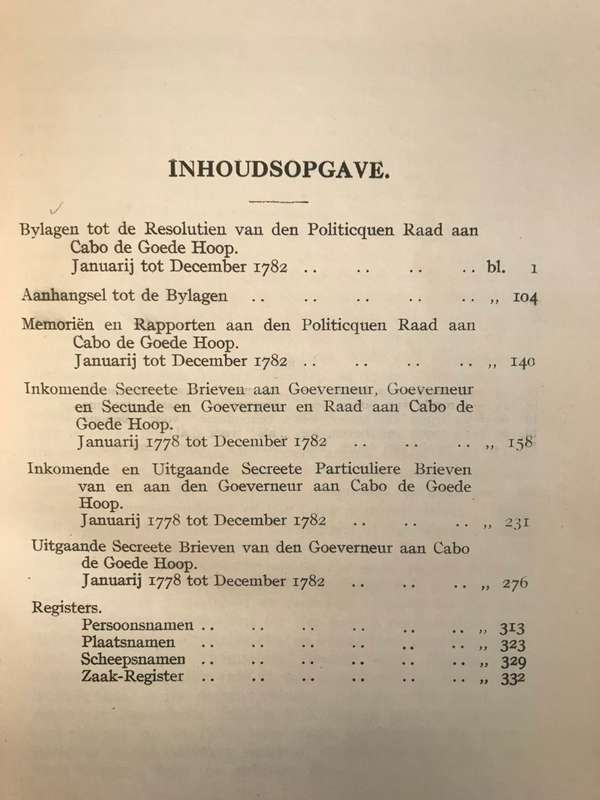 INHOUDSOPGAVE.
Bylagen tot de Resolutien van den Politicquen Raad aan
Cabo de Goede Hoop.
Januarij tot December 1782 .. .. .. .. bl. 1
Aanhangsel tot de Bylagen .. .. .. .. .. „ 104
Memoriën en Rapporten aan den Politicquen Raad aan
Cabo de Goede Hoop.
Januarij tot December 1782 .. .. .. .. „ 140
Inkomende Secreete Brieven aan Goeverneur, Goeverneur
en Secunde en Goeverneur en Raad aan Cabo de
Goede Hoop.
Januarij 1778 tot December 1782 .. .. .. „ 158
Inkomende en Uitgaande Secreete Particuliere Brieven
van en aan den Goeverneur aan Cabo de Goede
Hoop.
Januarij 1778 tot December 1782 .. .. .. „ 231
Uitgaande Secreete Brieven van den Goeverneur aan Cabo
de Goede Hoop.
Januarij 1778 tot December 1782 .. .. .. „ 276
Registers.
Persoonsnamen .. .. .. .. .. .. „ 313
Plaatsnamen .. .. .. .. .. .. „ 323
Scheepsnamen .. .. .. .. .. .. „ 329
Zaak-Register .. .. .. .. .. .. „ 332